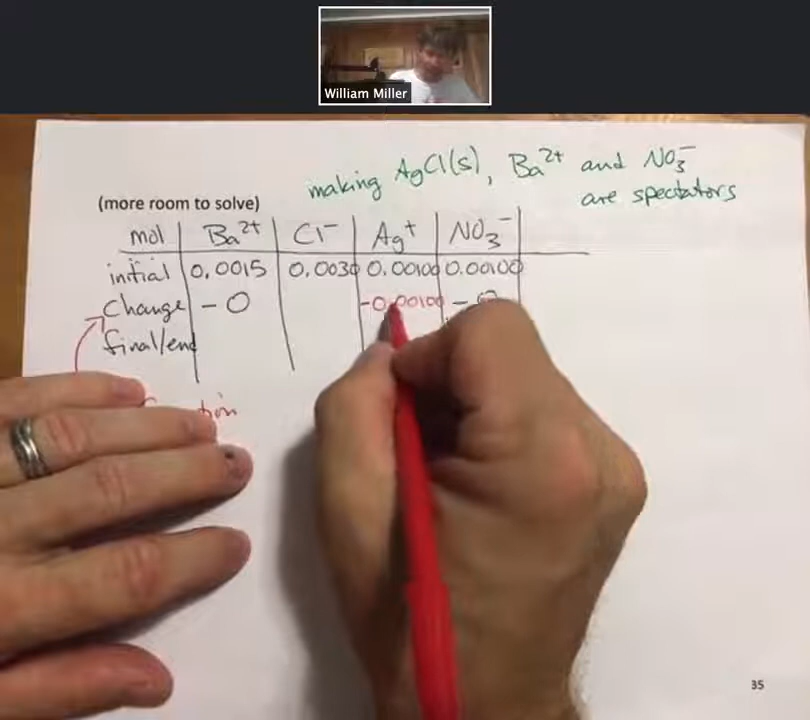 William Miller
making AgCl(s), Ba²⁺ and NO₃⁻
are spectators
(more room to solve)
mol Ba²⁺ Cl⁻ Ag⁺ NO₃⁻
initial 0.0015 0.0030 0.00100 0.00100
change -0 -0.00100 -0
final/end
35